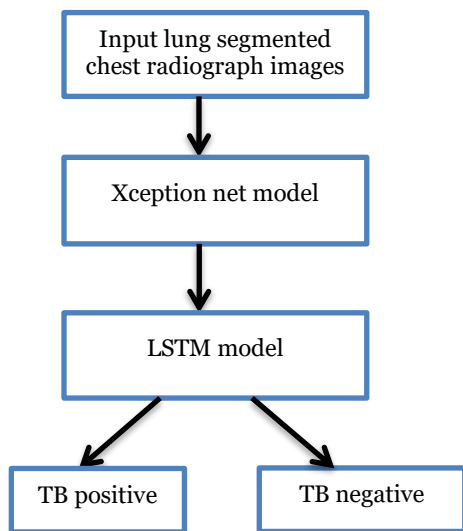 Input lung segmented
chest radiograph images
Xception net model
LSTM model
TB positive
TB negative